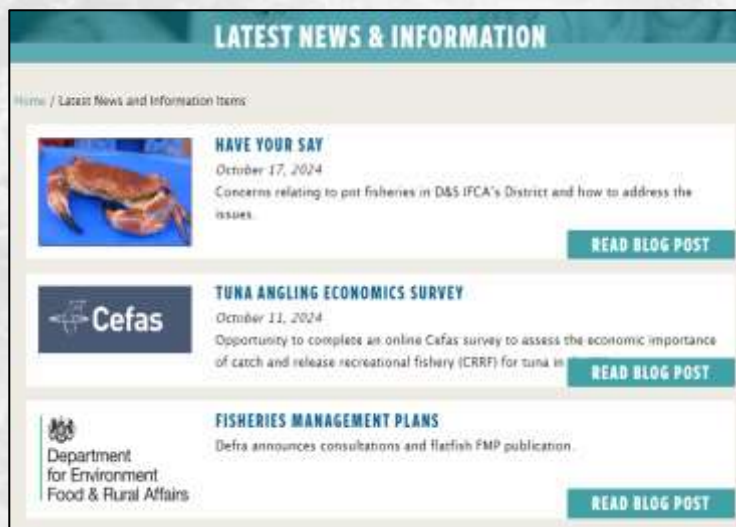 LATEST NEWS & INFORMATION
Home / Latest News and Information Items
HAVE YOUR SAY
October 17, 2024
Concerns relating to pot fisheries in D&S IFCA's District and how to address the
issues.
READ BLOG POST
Cefas
TUNA ANGLING ECONOMICS SURVEY
October 11, 2024
Opportunity to complete an online Cefas survey to assess the economic importance
of catch and release recreational fishery (CRRF) for tuna in
READ BLOG POST
Department
for Environment
Food & Rural Affairs
FISHERIES MANAGEMENT PLANS
Defra announces consultations and flatfish FMP publication.
READ BLOG POST